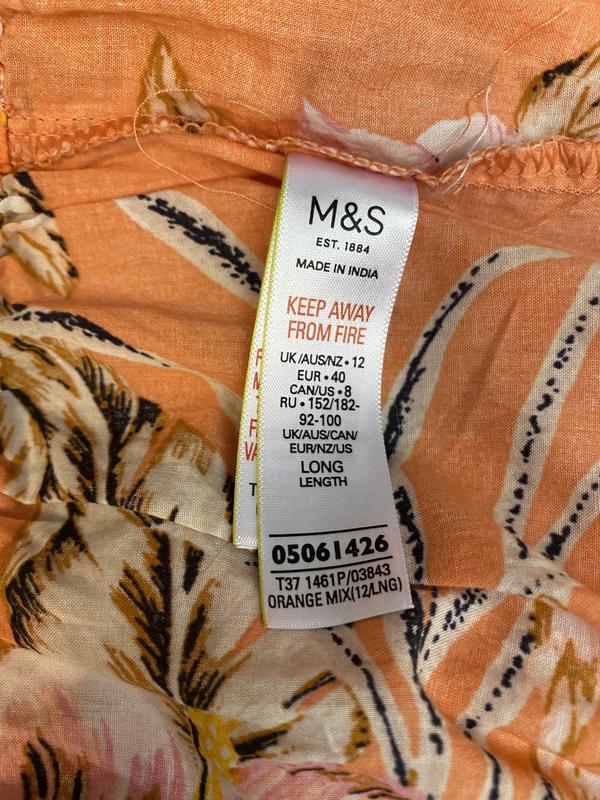 M&S
EST. 1884
MADE IN INDIA
KEEP AWAY
FROM FIRE
UK/AUS/NZ • 12
EUR • 40
CAN/US • 8
RU • 152/182-
92-100
UK/AUS/CAN/
EUR/NZ/US
LONG
LENGTH
05061426
T37 1461P/03843
ORANGE MIX(12/LNG)